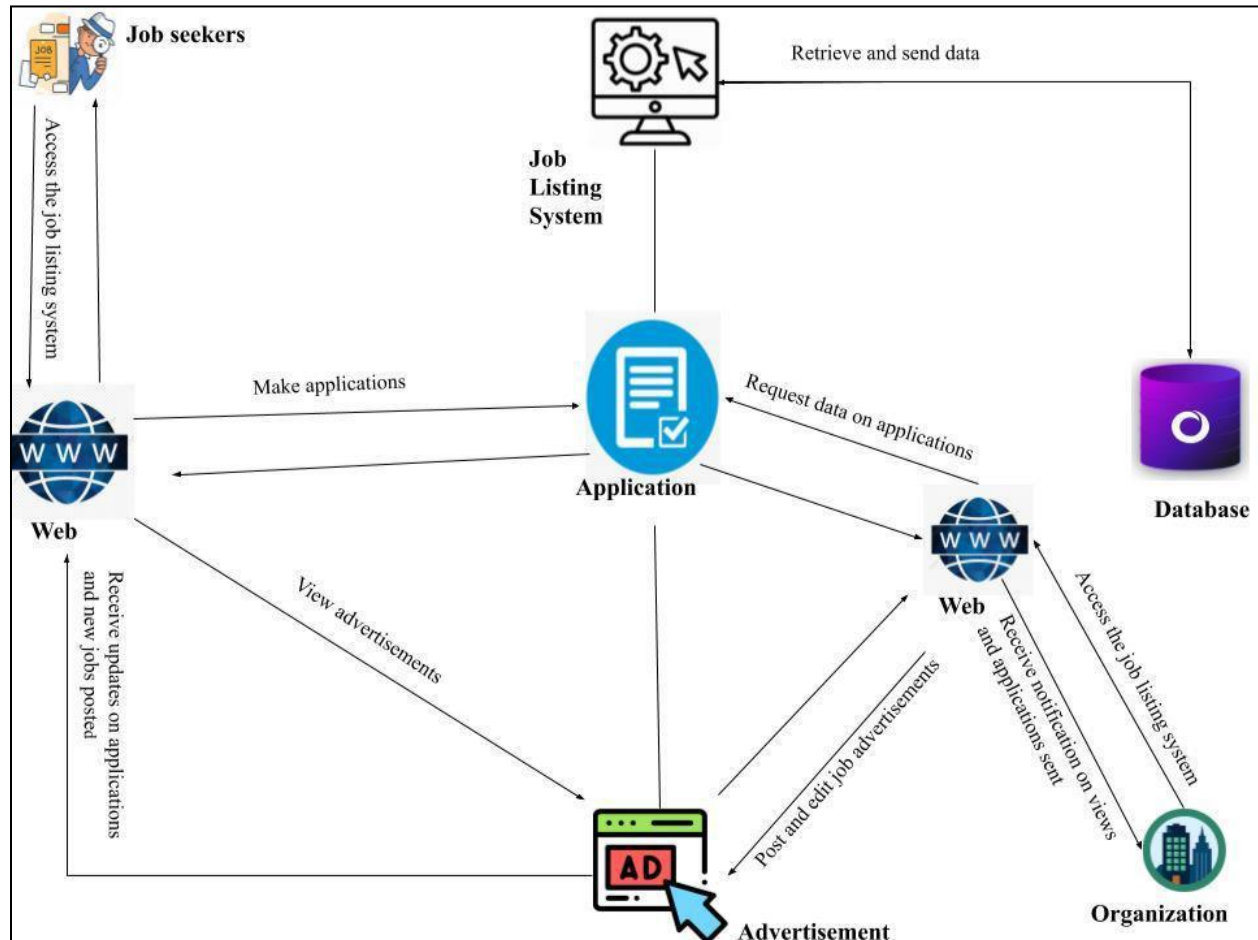 Job seekers
JOB
Retrieve and send data
Access the job listing system
Job
Listing
System
Make applications
Request data on applications
WWW
Web
Application
Database
WWW
Web
View advertisements
Receive updates on applications
and new jobs posted
Access the job listing system
Receive notification on views
and applications sent
Post and edit job advertisements
AD
Advertisement
Organization